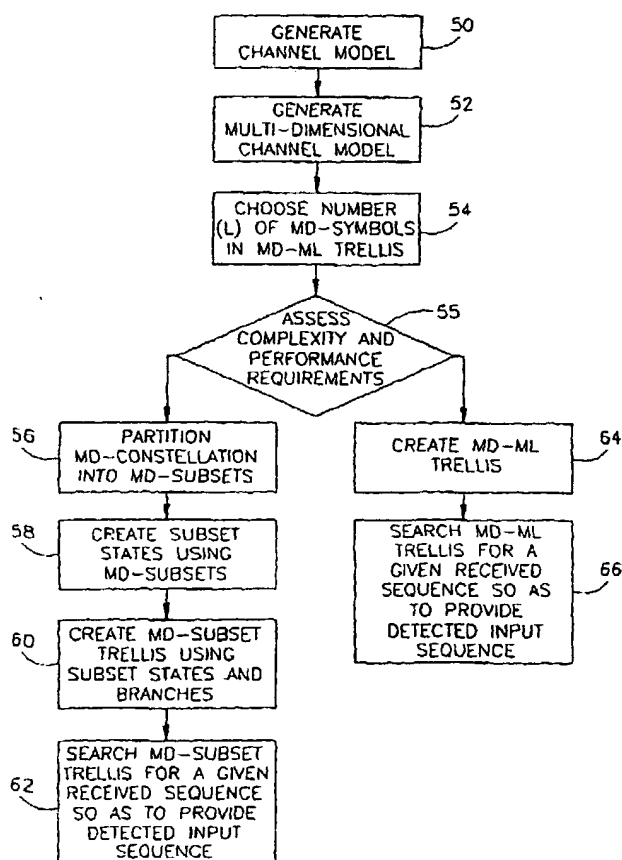 GENERATE
CHANNEL MODEL
50
GENERATE
MULTI-DIMENSIONAL
CHANNEL MODEL
52
CHOOSE NUMBER
(L) OF MD-SYMBOLS
IN MD-ML TRELLIS
54
ASSESS
COMPLEXITY AND
PERFORMANCE
REQUIREMENTS
55
56
PARTITION
MD-CONSTELLATION
INTO MD-SUBSETS
58
CREATE SUBSET
STATES USING
MD-SUBSETS
60
CREATE MD-SUBSET
TRELLIS USING
SUBSET STATES AND
BRANCHES
62
SEARCH MD-SUBSET
TRELLIS FOR A GIVEN
RECEIVED SEQUENCE
SO AS TO PROVIDE
DETECTED INPUT
SEQUENCE
CREATE MD-ML
TRELLIS
64
SEARCH MD-ML
TRELLIS FOR A
GIVEN RECEIVED
SEQUENCE SO AS
TO PROVIDE
DETECTED INPUT
SEQUENCE
66